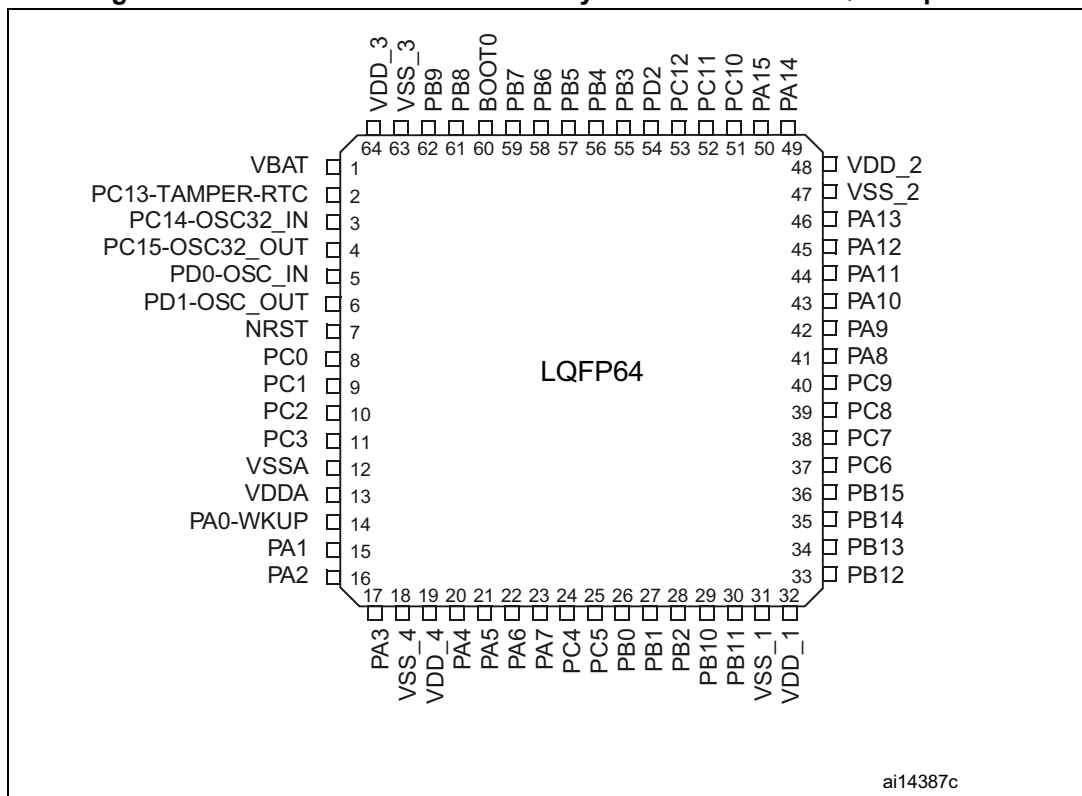 VDD_3
VSS_3
PB9
PB8
BOOT0
PB7
PB6
PB5
PB4
PB3
PD2
PC12
PC11
PC10
PA15
PA14
64 63 62 61 60 59 58 57 56 55 54 53 52 51 50 49
VBAT 1
PC13-TAMPER-RTC 2
PC14-OSC32_IN 3
PC15-OSC32_OUT 4
PD0-OSC_IN 5
PD1-OSC_OUT 6
NRST 7
PC0 8
PC1 9
PC2 10
PC3 11
VSSA 12
VDDA 13
PA0-WKUP 14
PA1 15
PA2 16
LQFP64
48 VDD_2
47 VSS_2
46 PA13
45 PA12
44 PA11
43 PA10
42 PA9
41 PA8
40 PC9
39 PC8
38 PC7
37 PC6
36 PB15
35 PB14
34 PB13
33 PB12
17 18 19 20 21 22 23 24 25 26 27 28 29 30 31 32
PA3
VSS_4
VDD_4
PA4
PA5
PA6
PA7
PC4
PC5
PB0
PB1
PB2
PB10
PB11
VSS_1
VDD_1
ai14387c